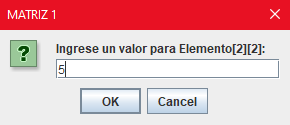 MATRIZ 1
Ingrese un valor para Elemento[2][2]:
5
OK
Cancel